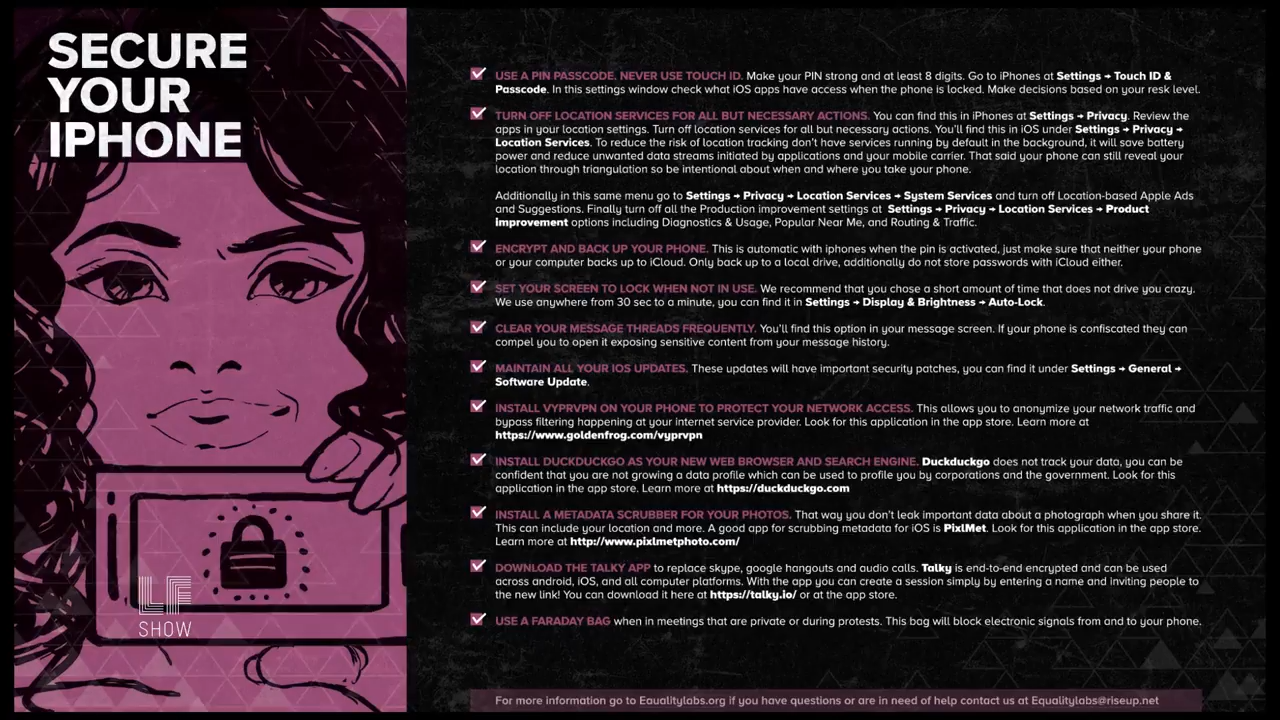 SECURE
YOUR
IPHONE
USE A PIN PASSCODE. NEVER USE TOUCH ID. Make your PIN strong and at least 8 digits. Go to iPhones at Settings → Touch ID &
Passcode. In this settings window check what iOS apps have access when the phone is locked. Make decisions based on your resk level.
TURN OFF LOCATION SERVICES FOR ALL BUT NECESSARY ACTIONS. You can find this in iPhones at Settings → Privacy. Review the
apps in your location settings. Turn off location services for all but necessary actions. You'll find this in iOS under Settings → Privacy →
Location Services. To reduce the risk of location tracking don't have services running by default in the background, it will save battery
power and reduce unwanted data streams initiated by applications and your mobile carrier. That said your phone can still reveal your
location through triangulation so be intentional about when and where you take your phone.
Additionally in this same menu go to Settings → Privacy → Location Services → System Services and turn off Location-based Apple Ads
and Suggestions. Finally turn off all the Production improvement settings at Settings → Privacy → Location Services → Product
improvement options including Diagnostics & Usage, Popular Near Me, and Routing & Traffic.
ENCRYPT AND BACK UP YOUR PHONE. This is automatic with iphones when the pin is activated, just make sure that neither your phone
or your computer backs up to iCloud. Only back up to a local drive, additionally do not store passwords with iCloud either.
SET YOUR SCREEN TO LOCK WHEN NOT IN USE. We recommend that you chose a short amount of time that does not drive you crazy.
We use anywhere from 30 sec to a minute, you can find it in Settings → Display & Brightness → Auto-Lock.
CLEAR YOUR MESSAGE THREADS FREQUENTLY. You'll find this option in your message screen. If your phone is confiscated they can
compel you to open it exposing sensitive content from your message history.
MAINTAIN ALL YOUR IOS UPDATES. These updates will have important security patches, you can find it under Settings → General →
Software Update.
INSTALL VYPRVPN ON YOUR PHONE TO PROTECT YOUR NETWORK ACCESS. This allows you to anonymize your network traffic and
bypass filtering happening at your internet service provider. Look for this application in the app store. Learn more at
https://www.goldenfrog.com/vyprvpn
INSTALL DUCKDUCKGO AS YOUR NEW WEB BROWSER AND SEARCH ENGINE. Duckduckgo does not track your data, you can be
confident that you are not growing a data profile which can be used to profile you by corporations and the government. Look for this
application in the app store. Learn more at https://duckduckgo.com
INSTALL A METADATA SCRUBBER FOR YOUR PHOTOS. That way you don't leak important data about a photograph when you share it.
This can include your location and more. A good app for scrubbing metadata for iOS is PixlMet. Look for this application in the app store.
Learn more at http://www.pixlmetphoto.com/
DOWNLOAD THE TALKY APP to replace skype, google hangouts and audio calls. Talky is end-to-end encrypted and can be used
across android, iOS, and all computer platforms. With the app you can create a session simply by entering a name and inviting people to
the new link! You can download it here at https://talky.io/ or at the app store.
USE A FARADAY BAG when in meetings that are private or during protests. This bag will block electronic signals from and to your phone.
LF
SHOW
For more information go to Eaualitylabs.org if you have questions or are in need of help contact us at Equalitylabs@riseup.net